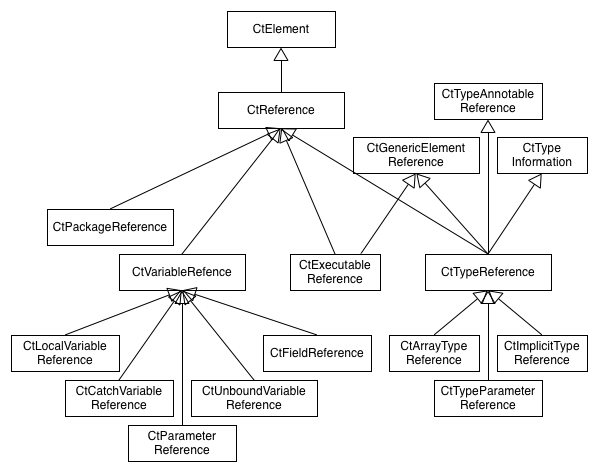 CtElement
CtReference
CtTypeAnnotable
Reference
CtGenericElement
Reference
CtType
Information
CtPackageReference
CtVariableRefence
CtExecutable
Reference
CtTypeReference
CtLocalVariable
Reference
CtFieldReference
CtArrayType
Reference
CtImplicitType
Reference
CtCatchVariable
Reference
CtUnboundVariable
Reference
CtTypeParameter
Reference
CtParameter
Reference